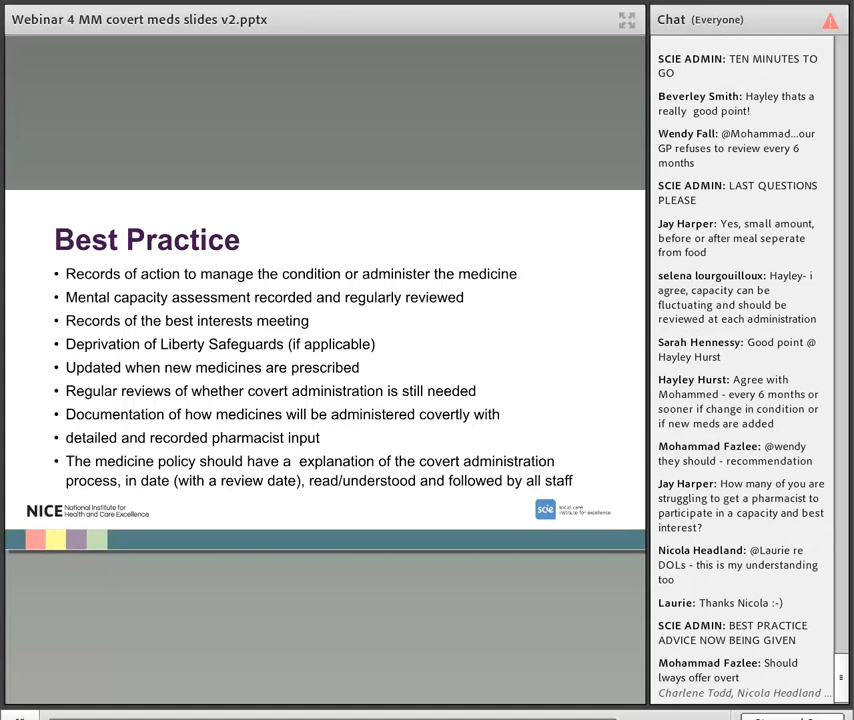 Webinar 4 MM covert meds slides v2.pptx
Best Practice
• Records of action to manage the condition or administer the medicine
• Mental capacity assessment recorded and regularly reviewed
• Records of the best interests meeting
• Deprivation of Liberty Safeguards (if applicable)
• Updated when new medicines are prescribed
• Regular reviews of whether covert administration is still needed
• Documentation of how medicines will be administered covertly with
• detailed and recorded pharmacist input
• The medicine policy should have a  explanation of the covert administration
process, in date (with a review date), read/understood and followed by all staff
NICE National Institute for
Health and Care Excellence
scie social care
institute for excellence
Chat (Everyone)
SCIE ADMIN: TEN MINUTES TO
GO
Beverley Smith: Hayley thats a
really  good point!
Wendy Fall: @Mohammad...our
GP refuses to review every 6
months
SCIE ADMIN: LAST QUESTIONS
PLEASE
Jay Harper: Yes, small amount,
before or after meal seperate
from food
selena lourgouilloux: Hayley- i
agree, capacity can be
fluctuating and should be
reviewed at each administration
Sarah Hennessy: Good point @
Hayley Hurst
Hayley Hurst: Agree with
Mohammed - every 6 months or
sooner if change in condition or
if new meds are added
Mohammad Fazlee: @wendy
they should - recommendation
Jay Harper: How many of you are
struggling to get a pharmacist to
participate in a capacity and best
interest?
Nicola Headland: @Laurie re
DOLs - this is my understanding
too
Laurie: Thanks Nicola :-)
SCIE ADMIN: BEST PRACTICE
ADVICE NOW BEING GIVEN
Mohammad Fazlee: Should
lways offer overt
Charlene Todd, Nicola Headland ...